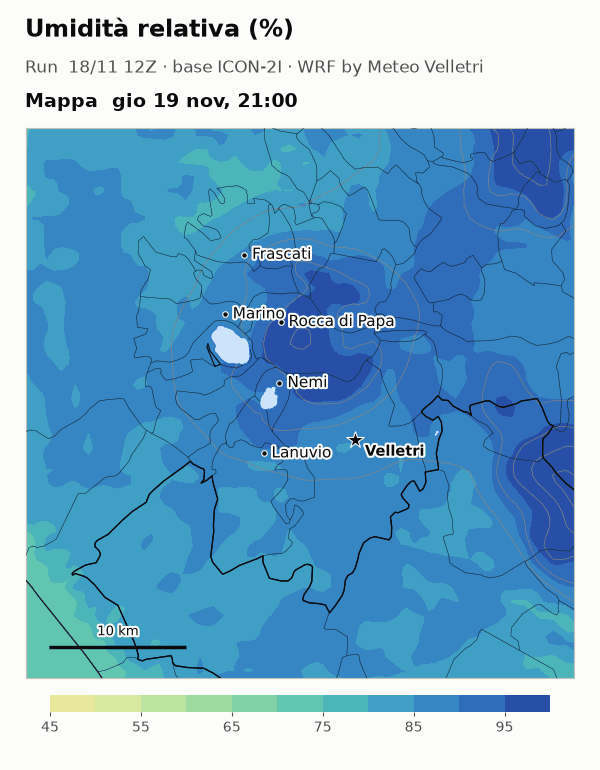 Umidità relativa (%)
Run  18/11 12Z · base ICON-2I · WRF by Meteo Velletri
Mappa  gio 19 nov, 21:00
Frascati
Marino
Rocca di Papa
Nemi
Velletri
Lanuvio
10 km
45 55 65 75 85 95